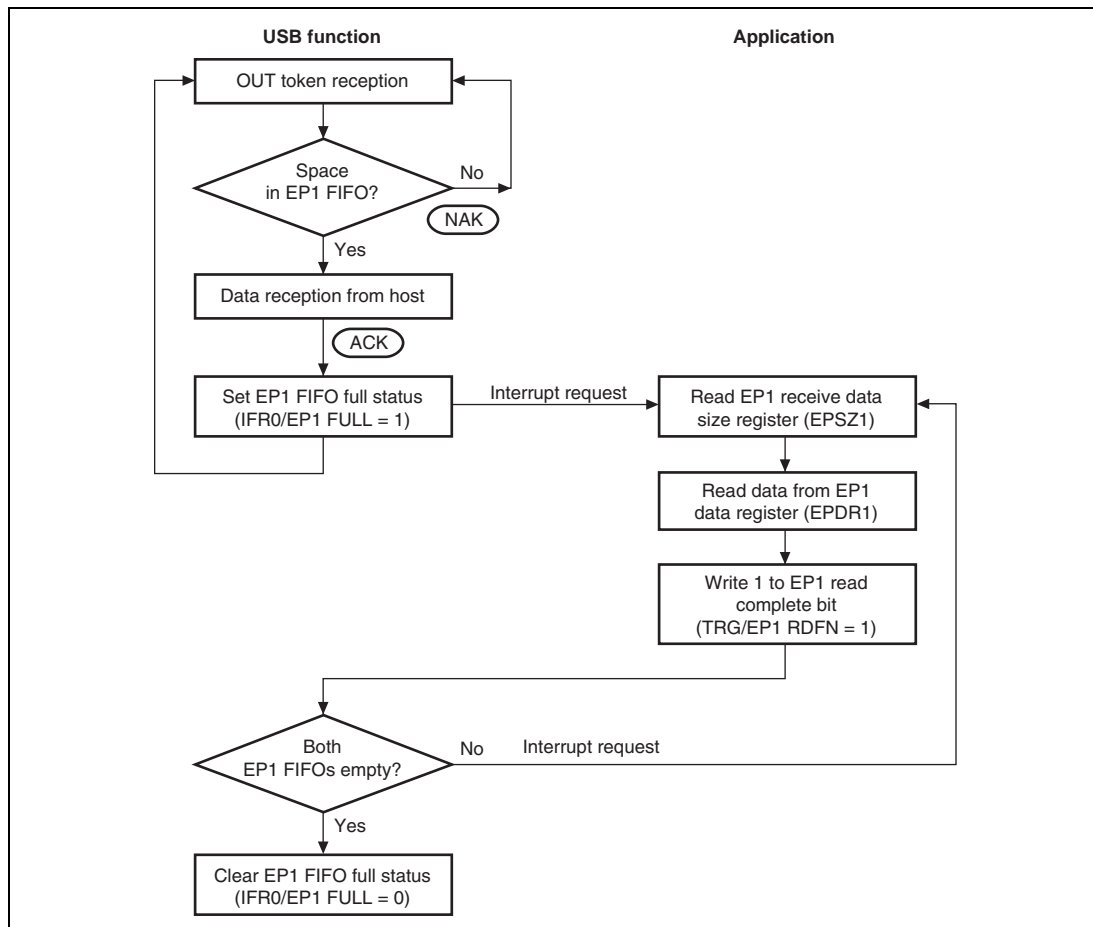 USB function
Application
OUT token reception
Space
in EP1 FIFO?
No
NAK
Yes
Data reception from host
ACK
Set EP1 FIFO full status
(IFR0/EP1 FULL = 1)
Interrupt request
Read EP1 receive data
size register (EPSZ1)
Read data from EP1
data register (EPDR1)
Write 1 to EP1 read
complete bit
(TRG/EP1 RDFN = 1)
Both
EP1 FIFOs empty?
No
Interrupt request
Yes
Clear EP1 FIFO full status
(IFR0/EP1 FULL = 0)